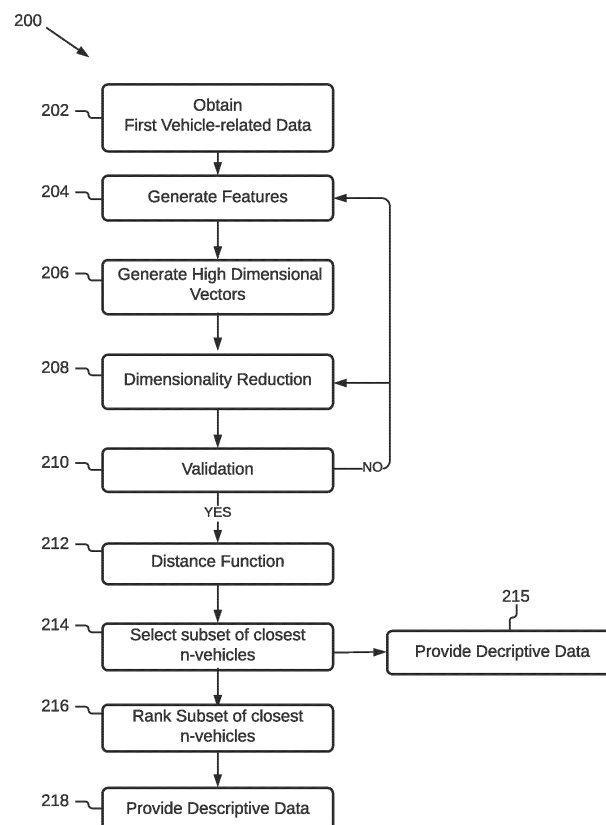 200
202
Obtain
First Vehicle-related Data
204
Generate Features
206
Generate High Dimensional
Vectors
208
Dimensionality Reduction
210
Validation
NO
YES
212
Distance Function
214
Select subset of closest
n-vehicles
215
Provide Decriptive Data
216
Rank Subset of closest
n-vehicles
218
Provide Descriptive Data